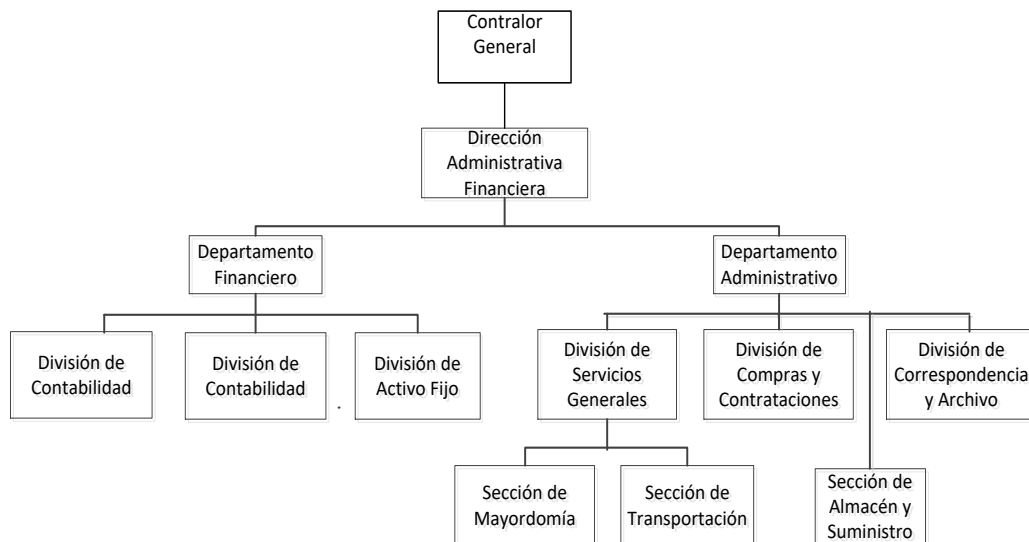 Contralor
General
Dirección
Administrativa
Financiera
Departamento
Financiero
Departamento
Administrativo
División de
Contabilidad
División de
Contabilidad
.
División de
Activo Fijo
División de
Servicios
Generales
División de
Compras y
Contrataciones
División de
Correspondencia
y Archivo
Sección de
Mayordomía
Sección de
Transportación
Sección de
Almacén y
Suministro